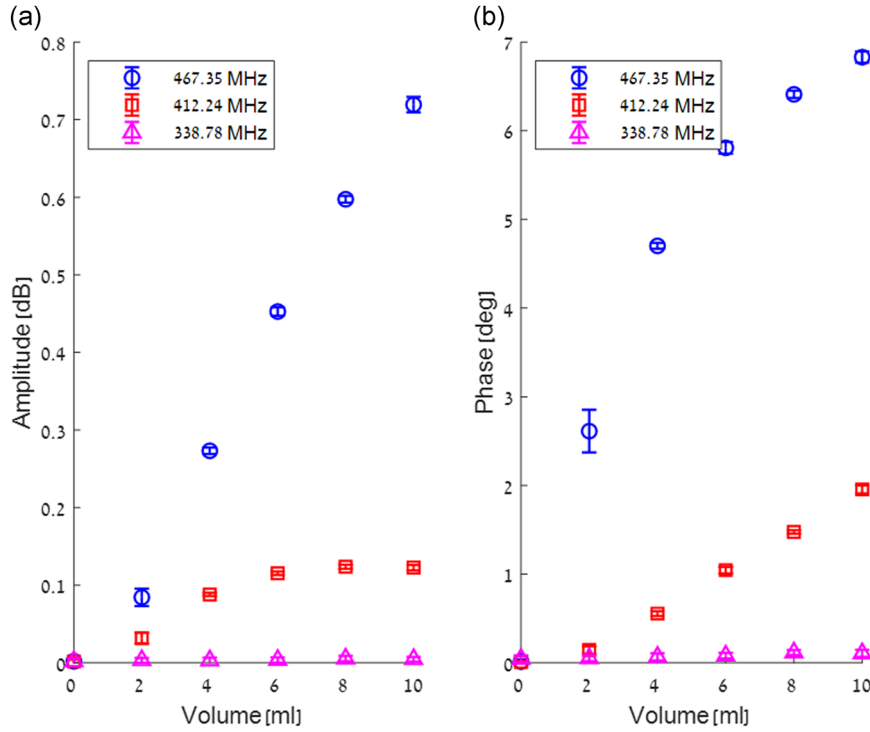 (a)
0.8
0.7
0.6
0.5
0.4
0.3
0.2
0.1
0
Amplitude [dB]
467.35 MHz
412.24 MHz
338.78 MHz
0 2 4 6 8 10
Volume [ml]
(b)
7
6
5
4
3
2
1
0
Phase [deg]
467.35 MHz
412.24 MHz
338.78 MHz
0 2 4 6 8 10
Volume [ml]